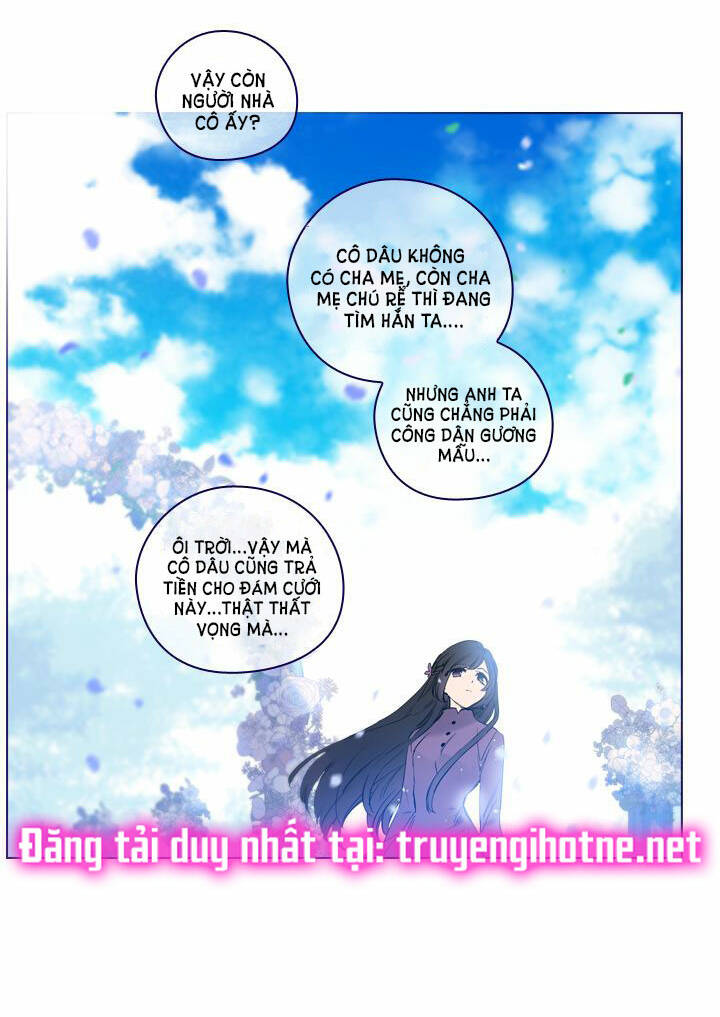 VẬY CÒN
NGƯỜI NHÀ
CÔ ẤY?
CÔ DÂU KHÔNG
CÓ CHA MẸ, CÒN CHA
MẸ CHÚ RỄ THÌ ĐANG
TÌM HẮN TA....
NHƯNG ANH TA
CŨNG CHẲNG PHẢI
CÔNG DÂN GƯƠNG
MẪU...
ÔI TRỜI...VẬY MÀ
CÔ DÂU CŨNG TRẢ
TIỀN CHO ĐÁM CƯỚI
NÀY...THẬT THẤT
VỌNG MÀ...
Đăng tải duy nhất tại: truyengihotne.net